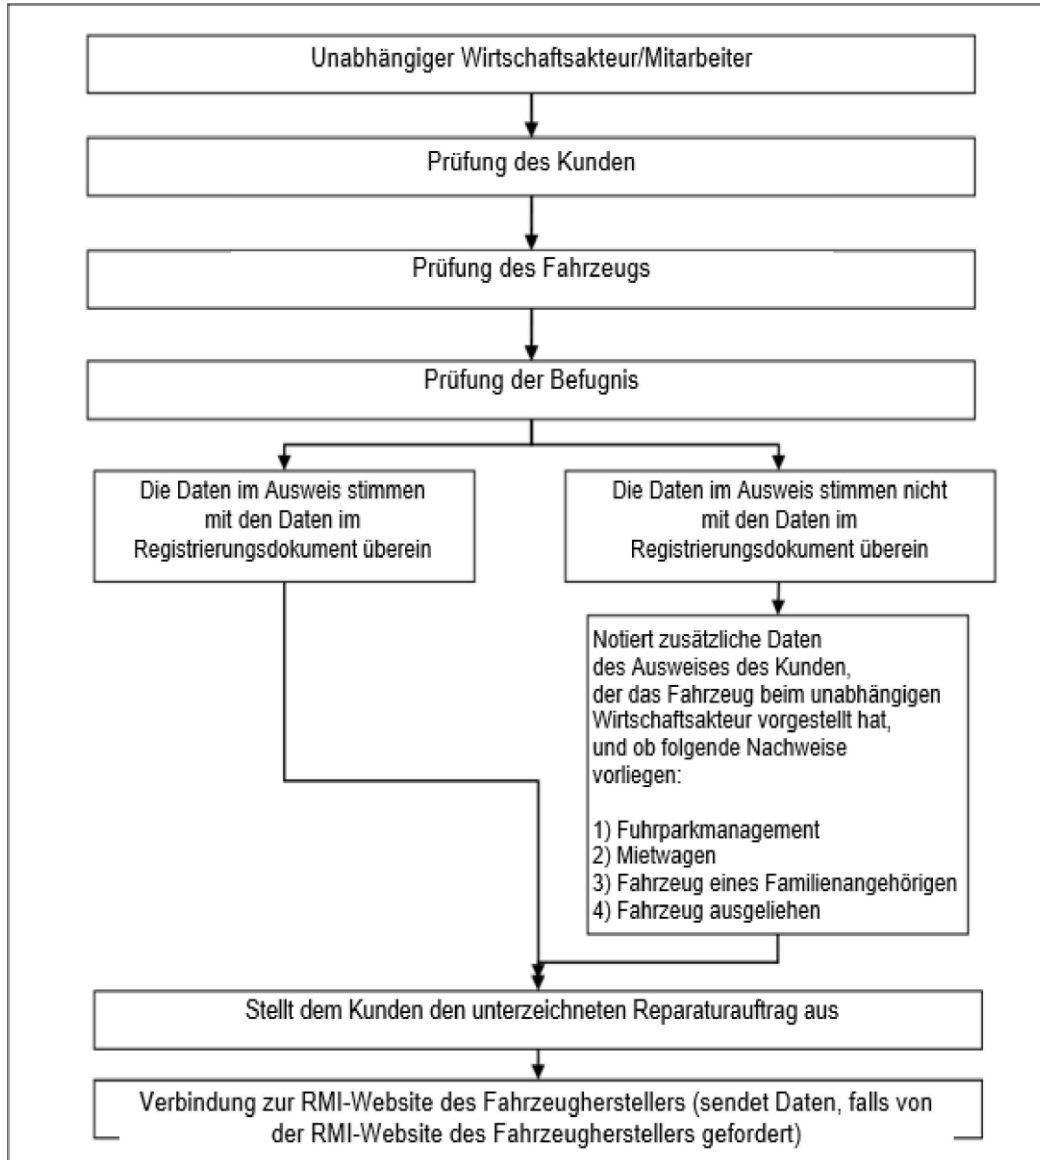 Unabhängiger Wirtschaftsakteur/Mitarbeiter
Prüfung des Kunden
Prüfung des Fahrzeugs
Prüfung der Befugnis
Die Daten im Ausweis stimmen
mit den Daten im
Registrierungsdokument überein
Die Daten im Ausweis stimmen nicht
mit den Daten im
Registrierungsdokument überein
Notiert zusätzliche Daten
des Ausweises des Kunden,
der das Fahrzeug beim unabhängigen
Wirtschaftsakteur vorgestellt hat,
und ob folgende Nachweise
vorliegen:
1) Fuhrparkmanagement
2) Mietwagen
3) Fahrzeug eines Familienangehörigen
4) Fahrzeug ausgeliehen
Stellt dem Kunden den unterzeichneten Reparaturauftrag aus
Verbindung zur RMI-Website des Fahrzeugherstellers (sendet Daten, falls von
der RMI-Website des Fahrzeugherstellers gefordert)